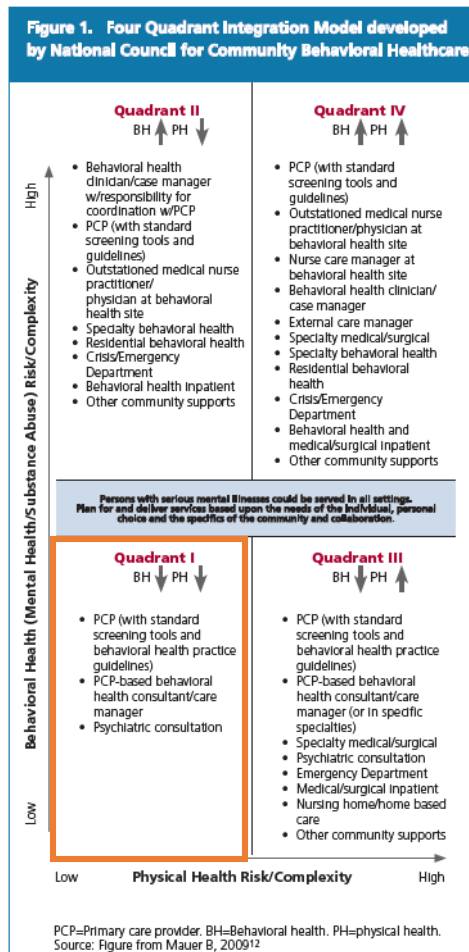 Figure 1. Four Quadrant Integration Model developed
by National Council for Community Behavioral Healthcare
Quadrant II
BH PH
• Behavioral health
clinician/case manager
w/responsibility for
coordination w/PCP
• PCP (with standard
screening tools and
guidelines)
• Outstationed medical nurse
practitioner/
physician at behavioral
health site
• Specialty behavioral health
• Residential behavioral health
• Crisis/Emergency
Department
• Behavioral health inpatient
• Other community supports
Quadrant IV
BH PH
• PCP (with standard
screening tools and
guidelines)
• Outstationed medical nurse
practitioner/physician at
behavioral health site
• Nurse care manager at
behavioral health site
• Behavioral health clinician/
case manager
• External care manager
• Specialty medical/surgical
• Specialty behavioral health
• Residential behavioral
health
• Crisis/Emergency
Department
• Behavioral health and
medical/surgical inpatient
• Other community supports
Persons with serious mental illnesses could be served in all settings.
Plan for and deliver services based upon the needs of the individual, personal
choice and the specifics of the community and collaboration.
Quadrant I
BH PH
• PCP (with standard
screening tools and
behavioral health practice
guidelines)
• PCP-based behavioral
health consultant/care
manager
• Psychiatric consultation
Quadrant III
BH PH
• PCP (with standard
screening tools and
behavioral health practice
guidelines)
• PCP-based behavioral
health consultant/care
manager (or in specific
specialties)
• Specialty medical/surgical
• Psychiatric consultation
• Emergency Department
• Medical/surgical inpatient
• Nursing home/home based
care
• Other community supports
High
Behavioral Health (Mental Health/Substance Abuse) Risk/Complexity
Low
Low Physical Health Risk/Complexity High
PCP=Primary care provider. BH=Behavioral health. PH=physical health.
Source: Figure from Mauer B, 2009¹²